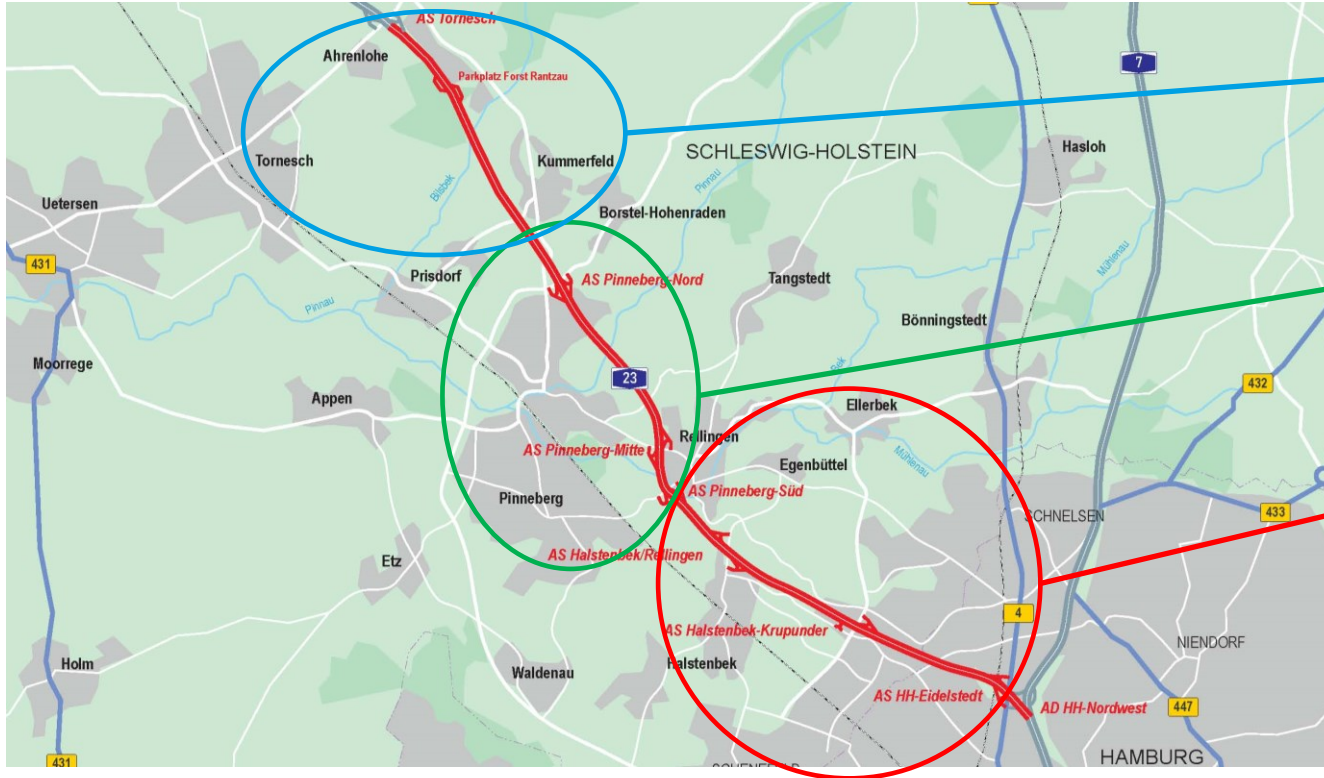 AS Tornesch
7
Ahrenlohe
Parkplatz Forst Rantzau
Hasloh
SCHLESWIG-HOLSTEIN
Tornesch
Kummerfeld
Bilsbek
Pinnau
Uetersen
Borstel-Hohenraden
Mühlenau
431
Prisdorf
AS Pinneberg-Nord
Tangstedt
Pinnau
Bönningstedt
Moorrege
23
Bek
432
Appen
Ellerbek
Rellingen
AS Pinneberg-Mitte
Egenbüttel
Mühlenau
Pinneberg
AS Pinneberg-Süd
SCHNELSEN
433
AS Halstenbek/Rellingen
Etz
4
AS Halstenbek-Krupunder
NIENDORF
Holm
Waldenau
Halstenbek
AS HH-Eidelstedt
AD HH-Nordwest
447
431
HAMBURG
SCHENEFELD